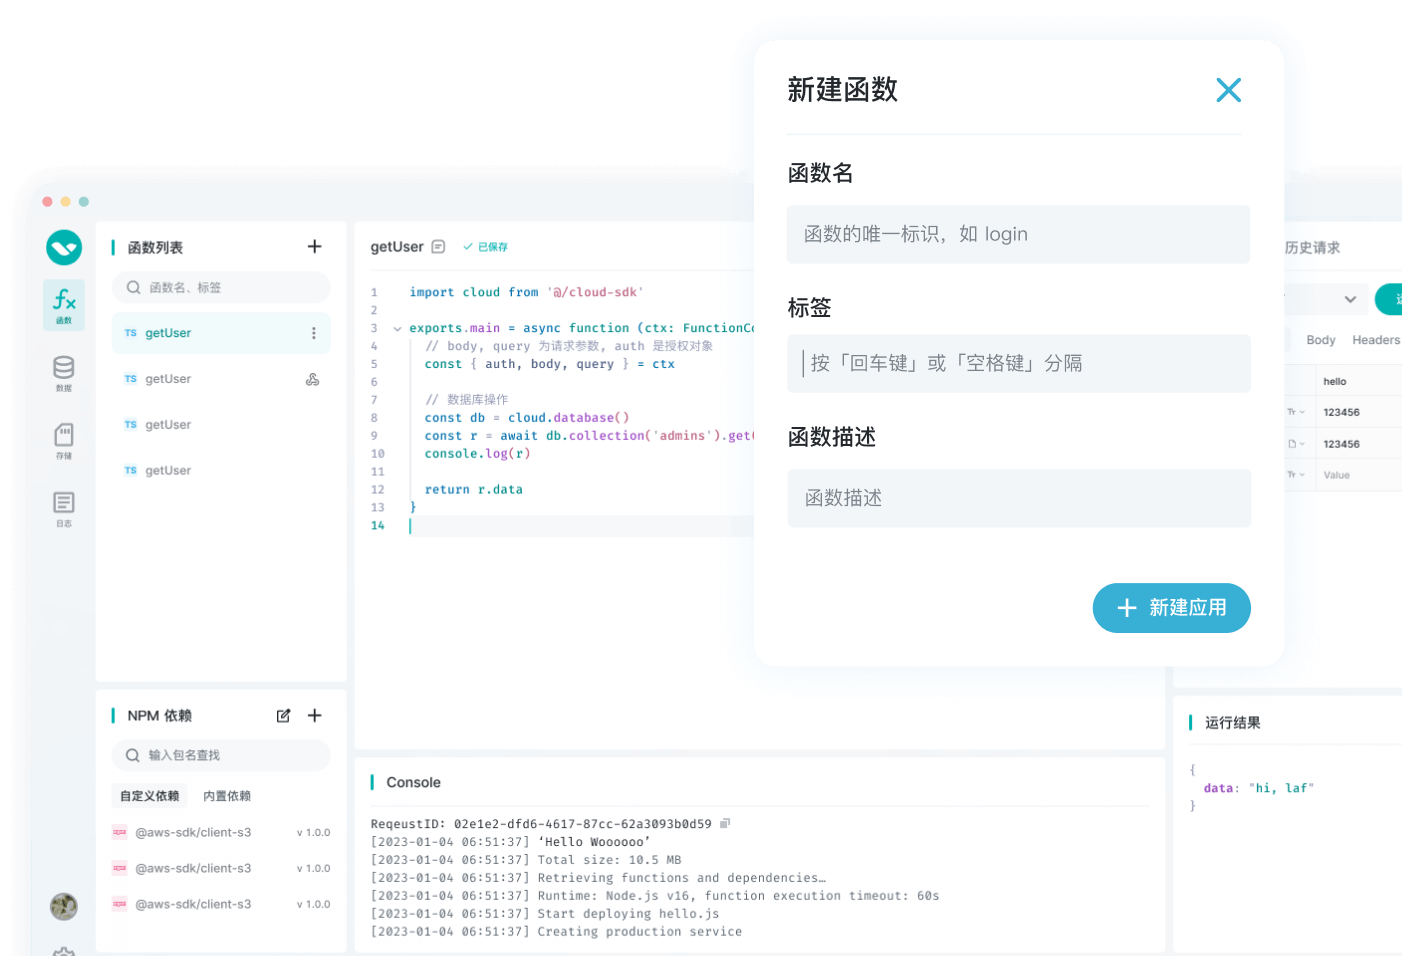 新建函数
函数名
函数的唯一标识，如 login
标签
按「回车键」或「空格键」分隔
函数描述
函数描述
新建应用
函数
数据
存储
日志
函数列表
函数名、标签
TS getUser
TS getUser
TS getUser
TS getUser
NPM 依赖
输入包名查找
自定义依赖 内置依赖
npm @aws-sdk/client-s3 v 1.0.0
npm @aws-sdk/client-s3 v 1.0.0
npm @aws-sdk/client-s3 v 1.0.0
getUser 已保存
1 import cloud from '@/cloud-sdk'
2
3 exports.main = async function (ctx: FunctionCo
4 // body, query 为请求参数, auth 是授权对象
5 const { auth, body, query } = ctx
6
7 // 数据库操作
8 const db = cloud.database()
9 const r = await db.collection('admins').get(
10 console.log(r)
11
12 return r.data
13 }
14
Console
ReqeustID: 02e1e2-dfd6-4617-87cc-62a3093b0d59
[2023-01-04 06:51:37] ‘Hello Woooooo’
[2023-01-04 06:51:37] Total size: 10.5 MB
[2023-01-04 06:51:37] Retrieving functions and dependencies…
[2023-01-04 06:51:37] Runtime: Node.js v16, function execution timeout: 60s
[2023-01-04 06:51:37] Start deploying hello.js
[2023-01-04 06:51:37] Creating production service
历史请求
Body Headers
hello
Tr 123456
123456
Tr Value
运行结果
{
data: "hi, laf"
}